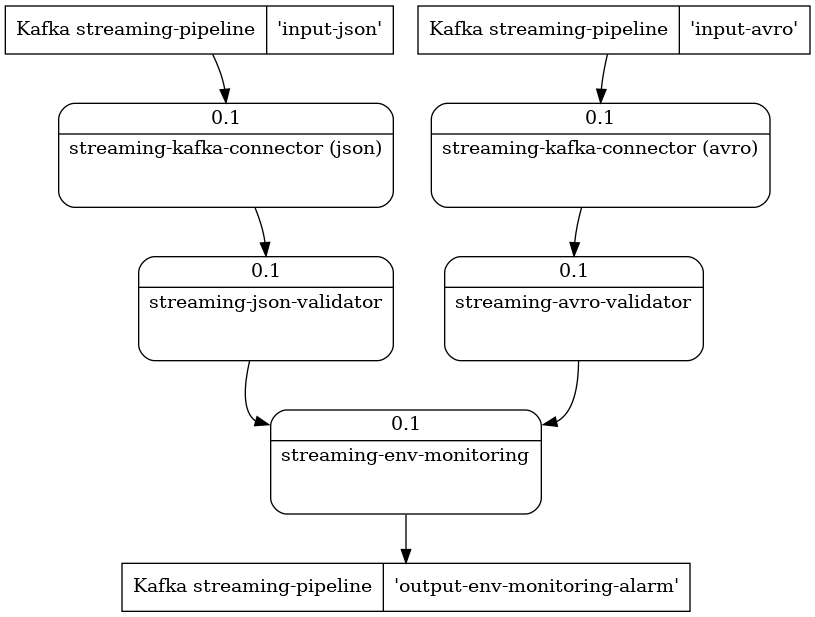 Kafka streaming-pipeline 'input-json'
Kafka streaming-pipeline 'input-avro'
0.1
streaming-kafka-connector (json)
0.1
streaming-kafka-connector (avro)
0.1
streaming-json-validator
0.1
streaming-avro-validator
0.1
streaming-env-monitoring
Kafka streaming-pipeline 'output-env-monitoring-alarm'